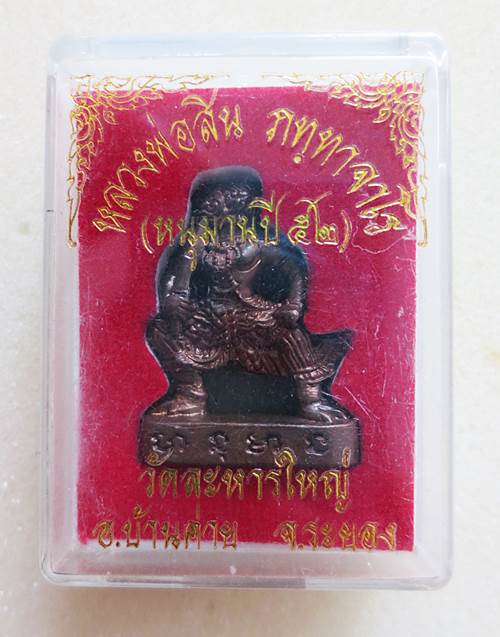 หลวงพ่อสิน ภทฺทาจาโร
(หนุมานปี ๕๒)
วัดละหารใหญ่
อ.บ้านค่าย จ.ระยอง